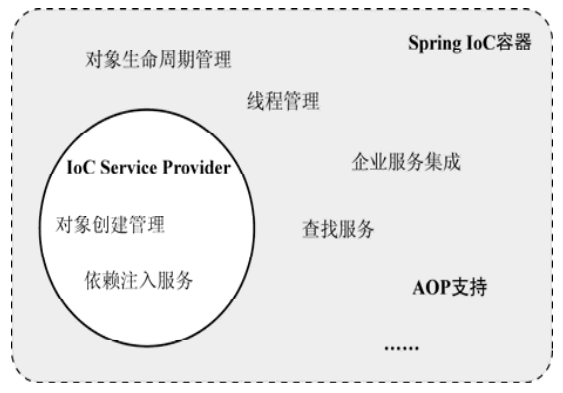 Spring IoC容器
对象生命周期管理
线程管理
企业服务集成
IoC Service Provider
对象创建管理
查找服务
依赖注入服务
AOP支持
……